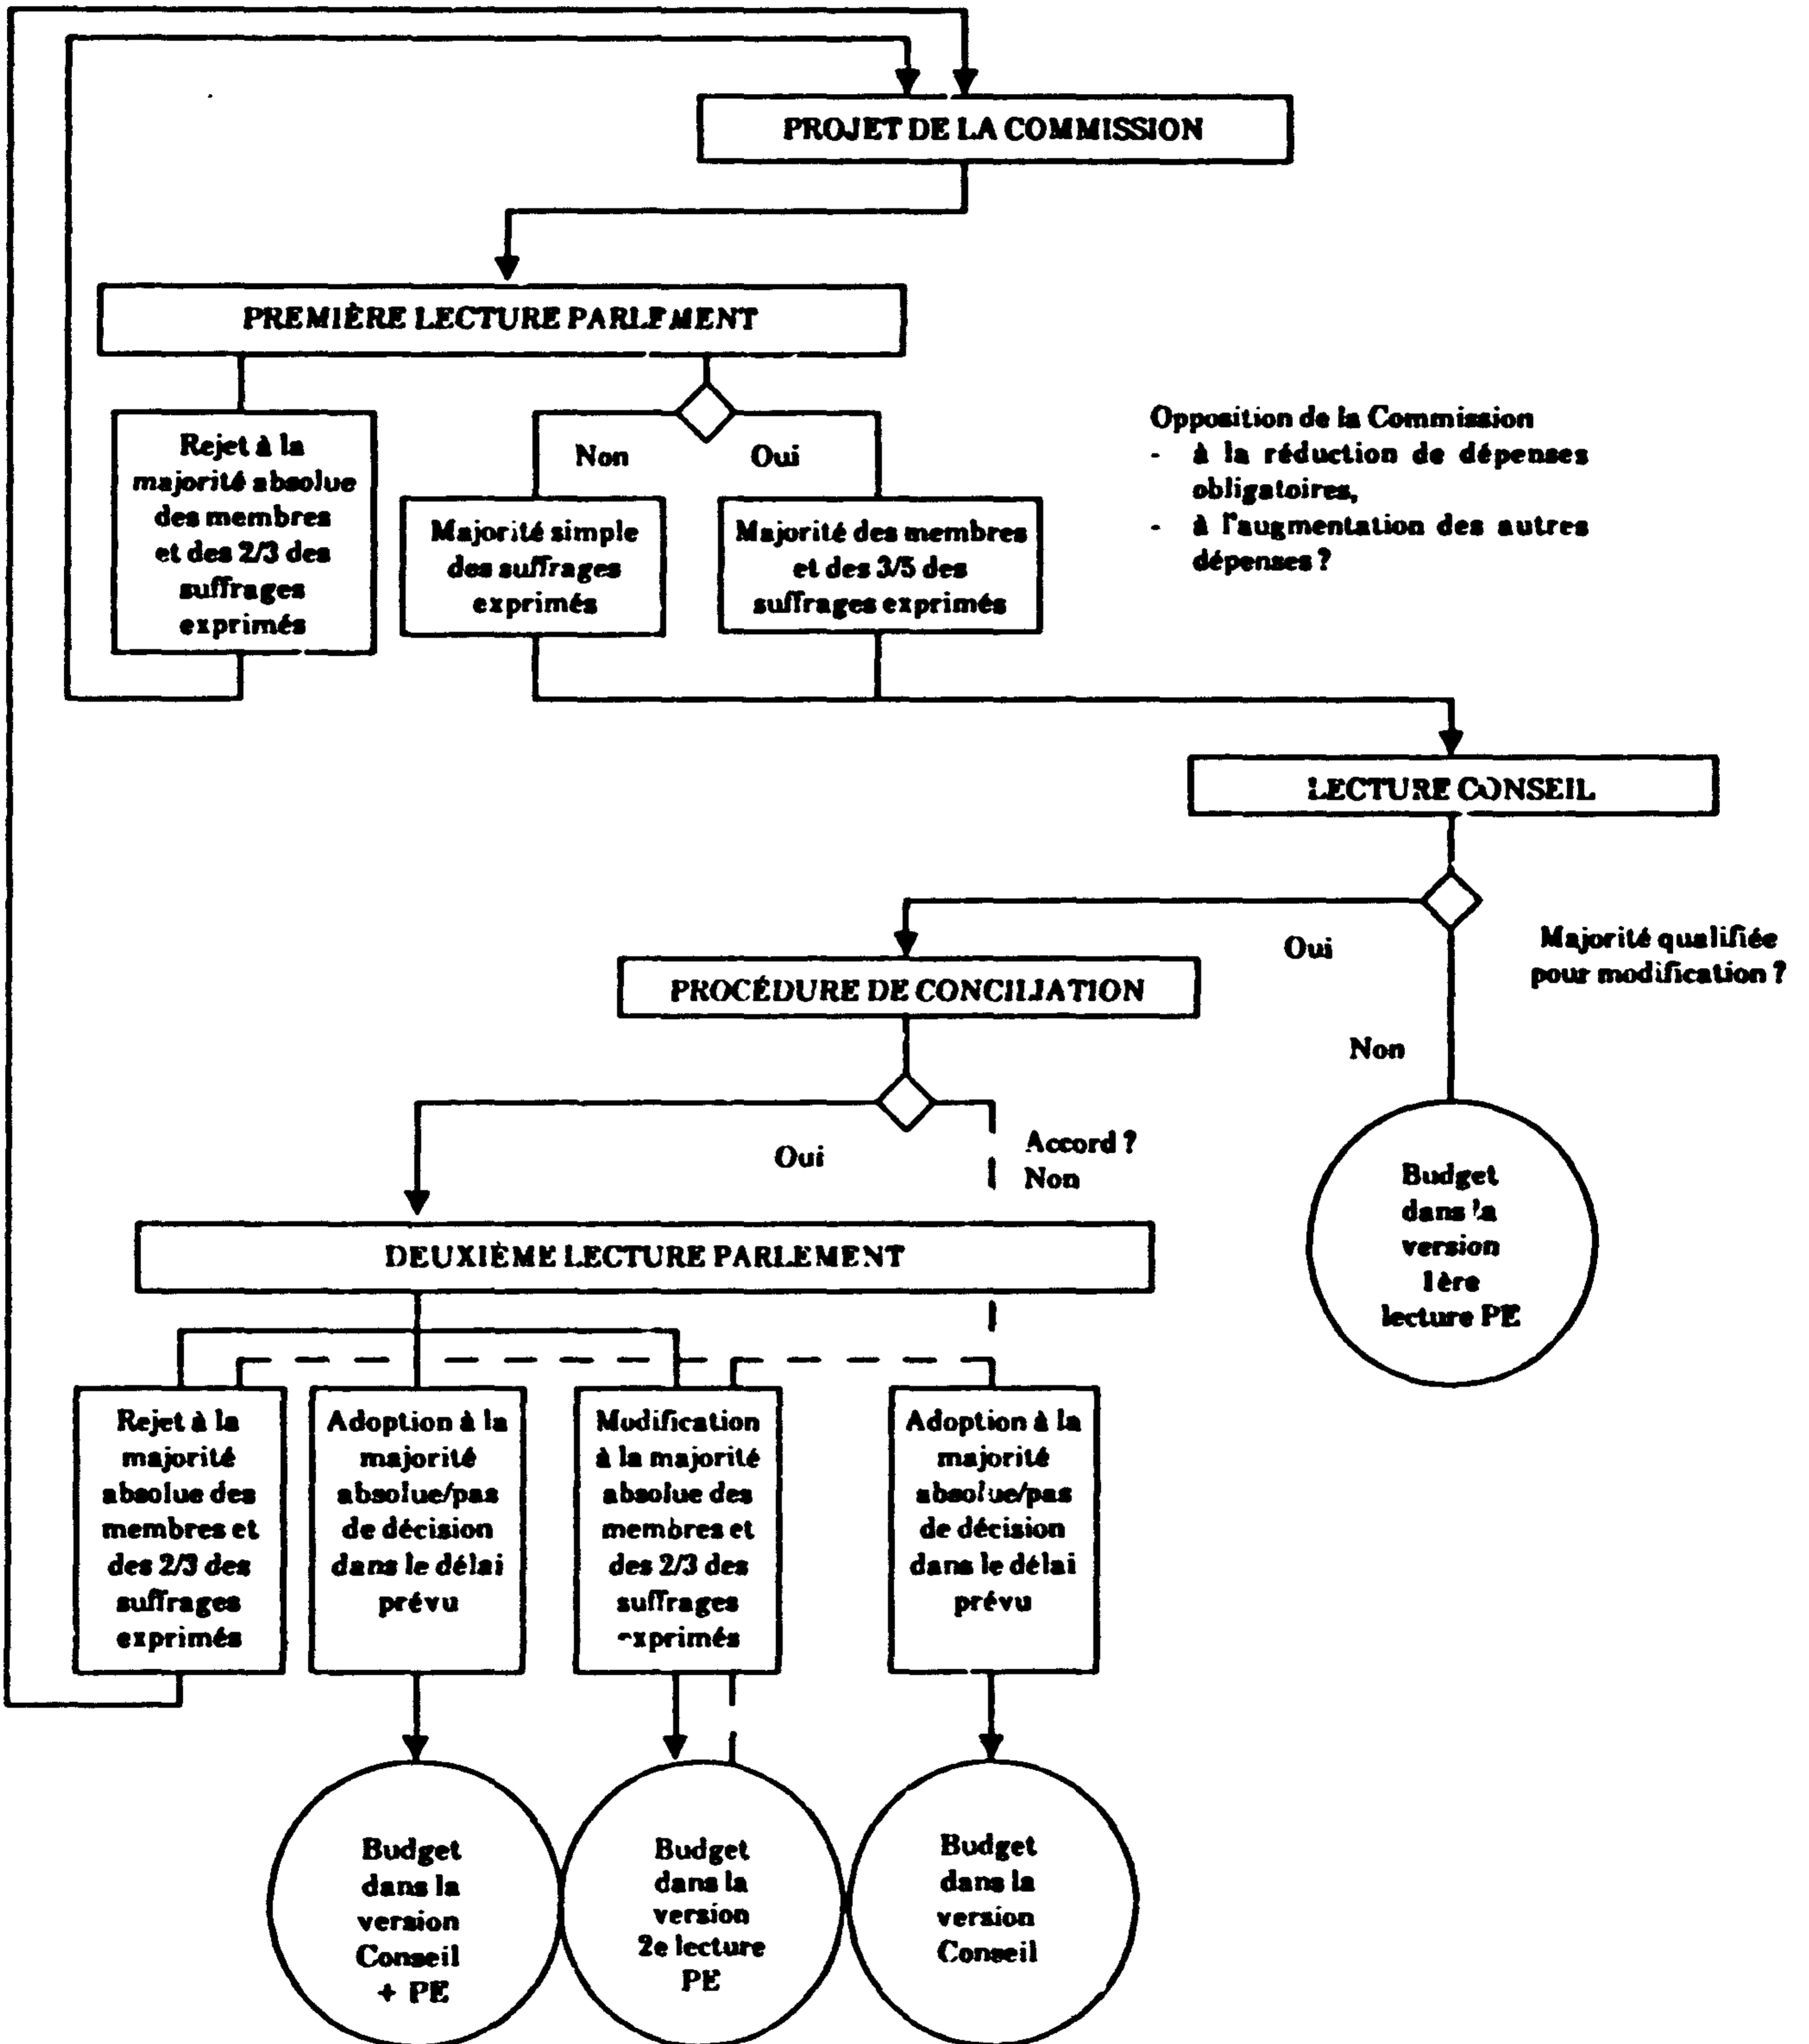 PROJET DE LA COMMISSION
PREMIÈRE LECTURE PARLEMENT
Rejet à la
majorité absolue
des membres
et des 2/3 des
suffrages
exprimés
Non
Oui
Majorité simple
des suffrages
exprimés
Majorité des membres
et des 3/5 des
suffrages exprimés
Opposition de la Commission
- à la réduction de dépenses
obligatoires,
- à l'augmentation des autres
dépenses ?
LECTURE CONSEIL
Majorité qualifiée
pour modification ?
Oui
Non
PROCÉDURE DE CONCILIATION
Oui
Accord ?
Non
Budget
dans la
version
1ère
lecture PE
DEUXIÈME LECTURE PARLEMENT
Rejet à la
majorité
absolue des
membres et
des 2/3 des
suffrages
exprimés
Adoption à la
majorité
absolue/pas
de décision
dans le délai
prévu
Modification
à la majorité
absolue des
membres et
des 2/3 des
suffrages
exprimés
Adoption à la
majorité
absolue/pas
de décision
dans le délai
prévu
Budget
dans la
version
Conseil
+ PE
Budget
dans la
version
2e lecture
PE
Budget
dans la
version
Conseil